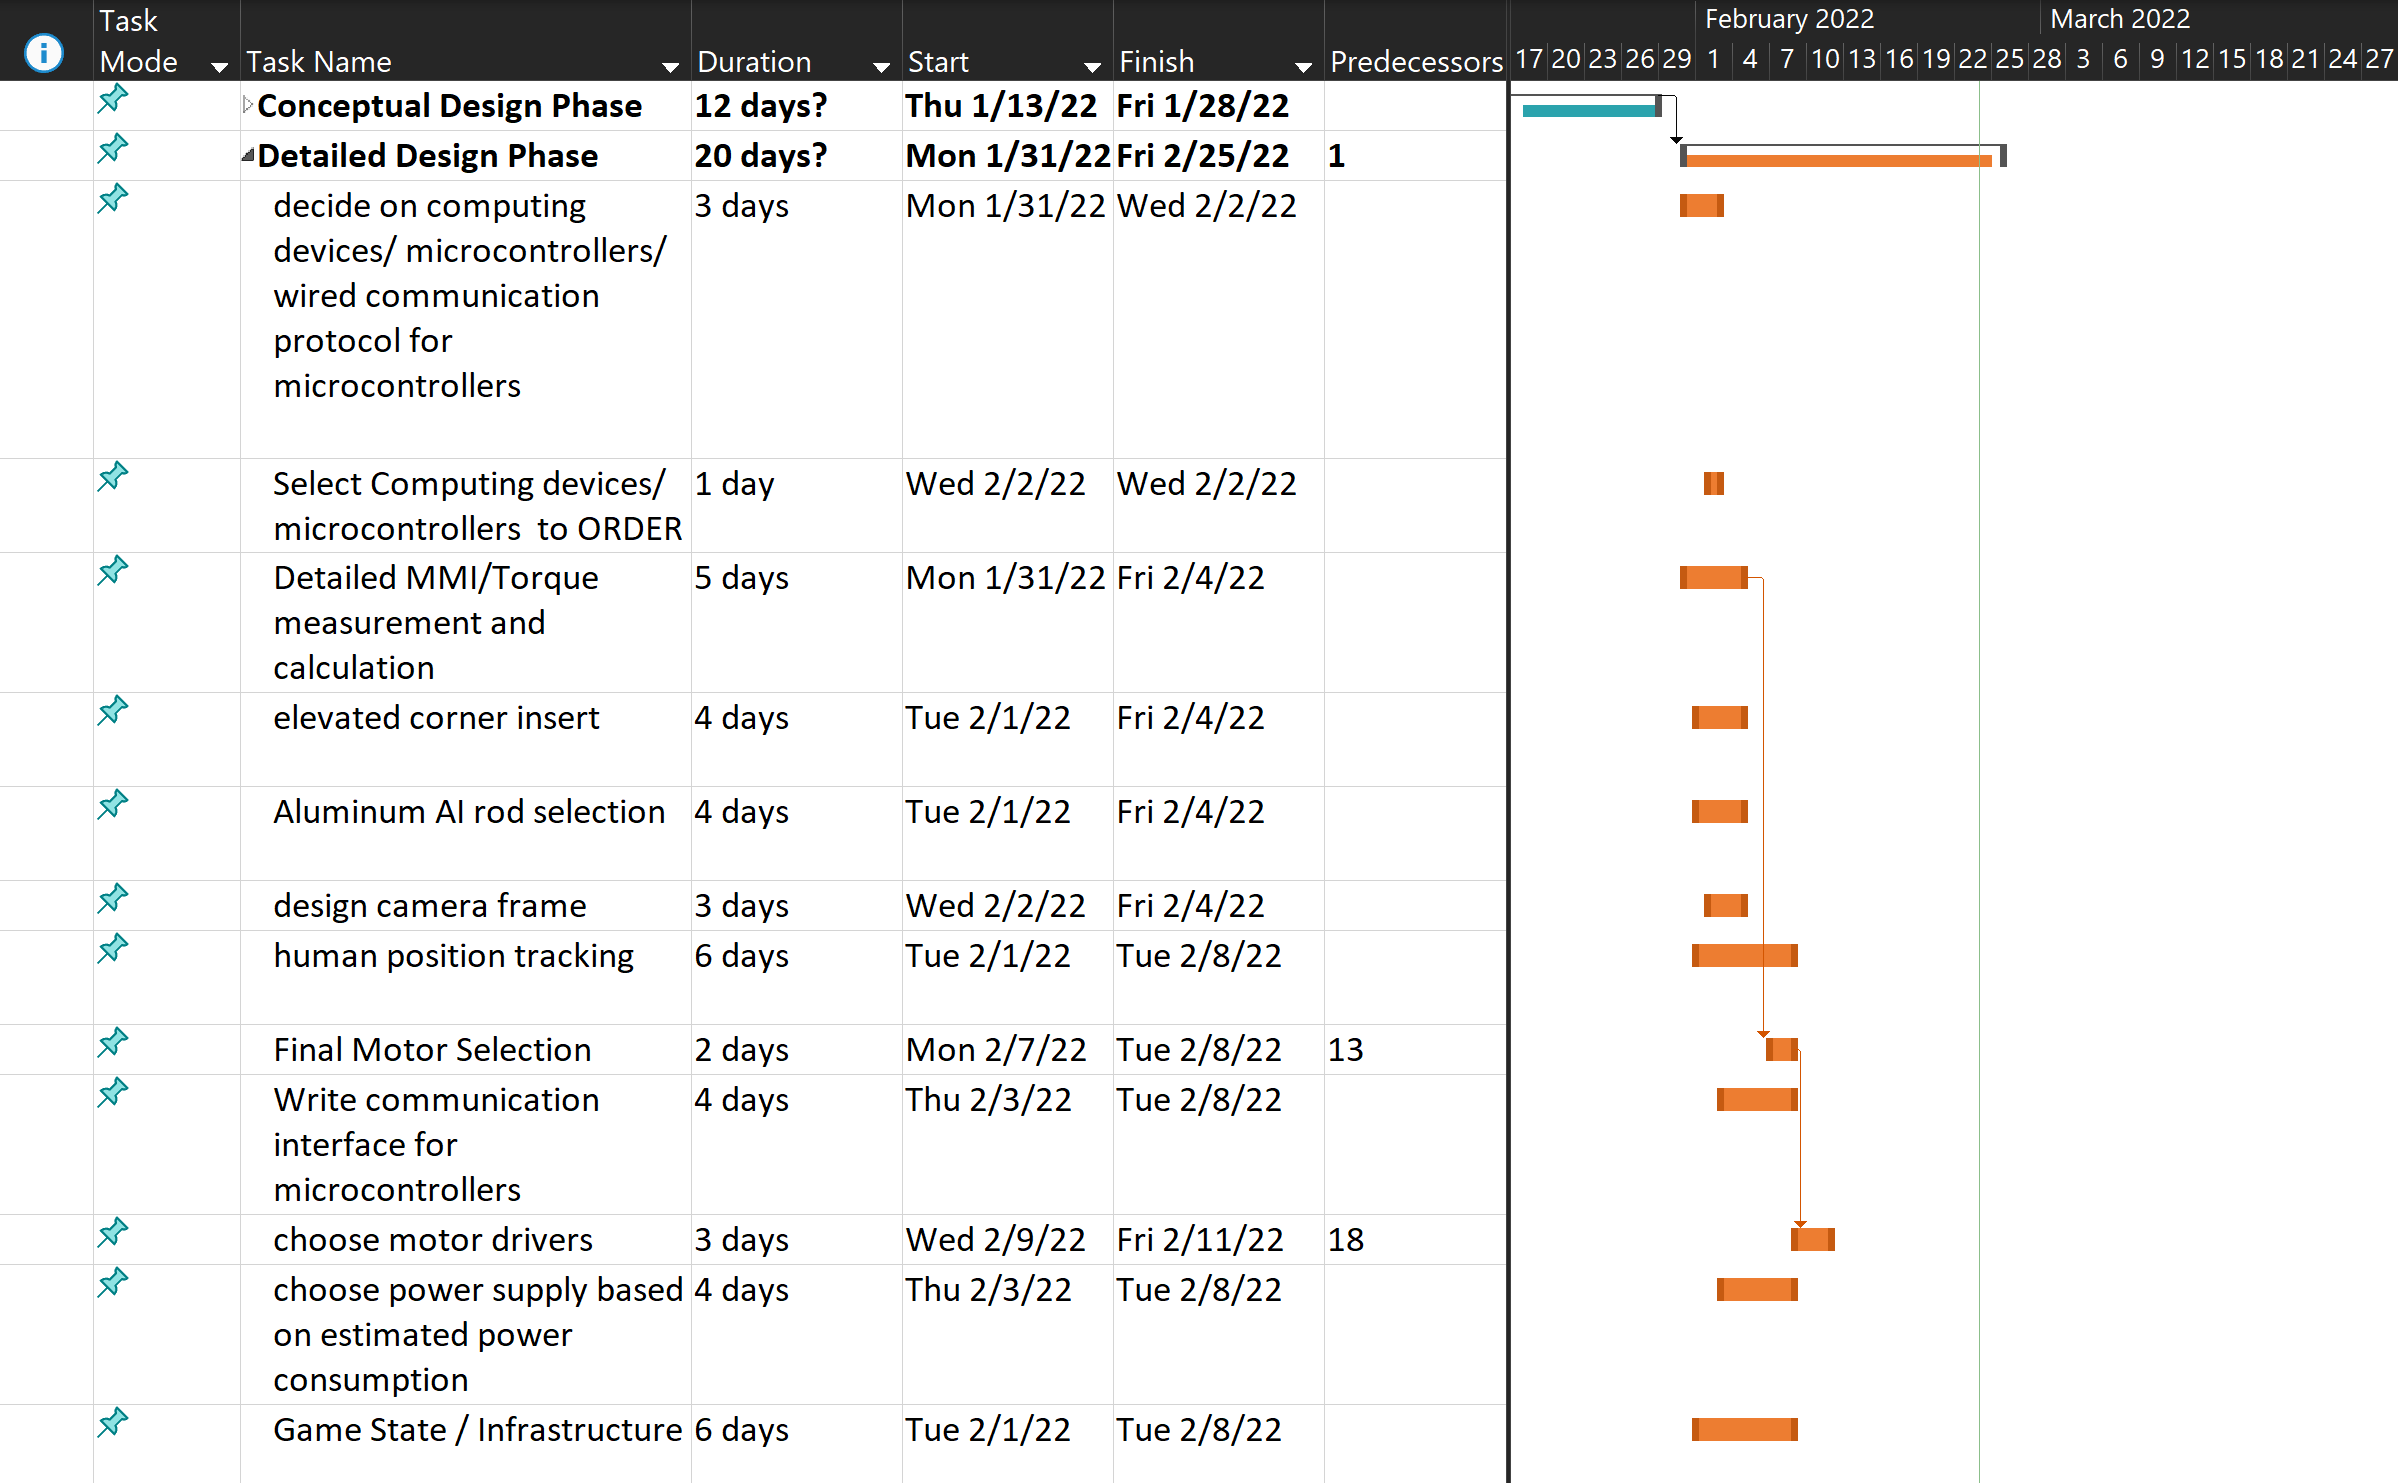 Task Mode Task Name Duration Start Finish Predecessors
February 2022 March 2022
17 20 23 26 29 1 4 7 10 13 16 19 22 25 28 3 6 9 12 15 18 21 24 27
Conceptual Design Phase 12 days? Thu 1/13/22 Fri 1/28/22
Detailed Design Phase 20 days? Mon 1/31/22 Fri 2/25/22 1
decide on computing 3 days Mon 1/31/22 Wed 2/2/22
devices/ microcontrollers/
wired communication
protocol for
microcontrollers
Select Computing devices/ 1 day Wed 2/2/22 Wed 2/2/22
microcontrollers to ORDER
Detailed MMI/Torque 5 days Mon 1/31/22 Fri 2/4/22
measurement and
calculation
elevated corner insert 4 days Tue 2/1/22 Fri 2/4/22
Aluminum AI rod selection 4 days Tue 2/1/22 Fri 2/4/22
design camera frame 3 days Wed 2/2/22 Fri 2/4/22
human position tracking 6 days Tue 2/1/22 Tue 2/8/22
Final Motor Selection 2 days Mon 2/7/22 Tue 2/8/22 13
Write communication 4 days Thu 2/3/22 Tue 2/8/22
interface for
microcontrollers
choose motor drivers 3 days Wed 2/9/22 Fri 2/11/22 18
choose power supply based 4 days Thu 2/3/22 Tue 2/8/22
on estimated power
consumption
Game State / Infrastructure 6 days Tue 2/1/22 Tue 2/8/22